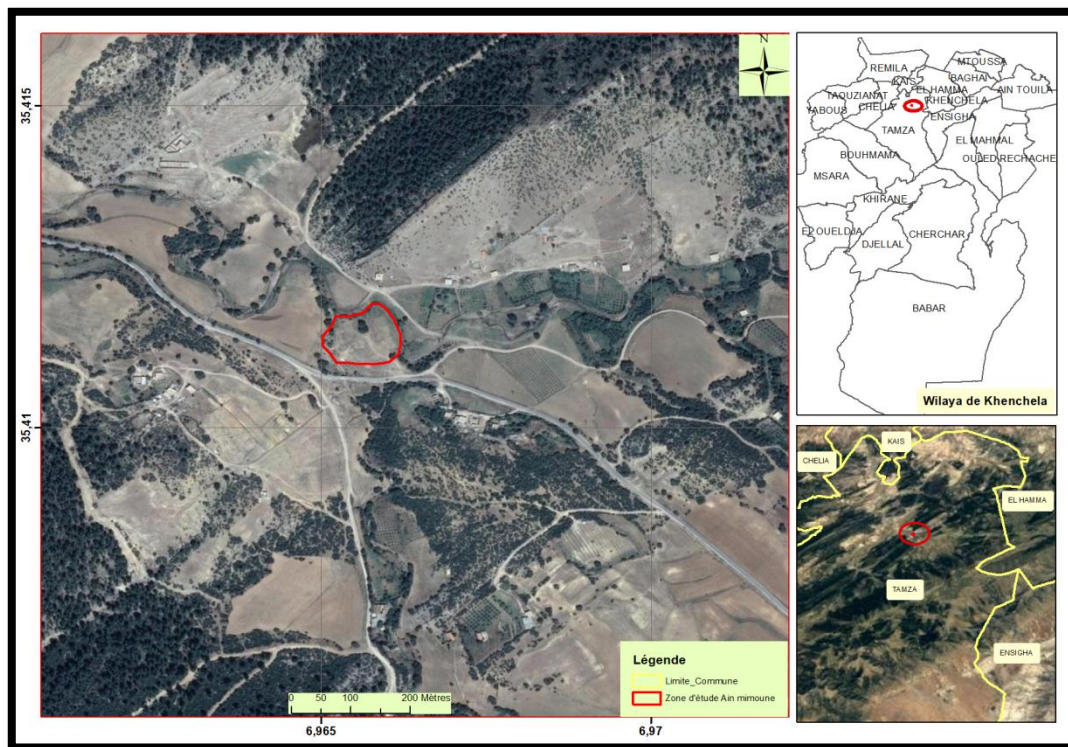 N
35,415
35,41
0 50 100 200 Mètres
6,965
6,97
Légende
Limite_Commune
Zone d'étude Ain mimoune
REMILA
MTOUSSA
KAIS
BAGHAI
TAOUZIANAT
EL HAMMA
AIN TOUILA
YABOUS
CHELIA
KHENCHELA
ENSIGHA
TAMZA
EL MAHMAL
BOUHMAMA
OULED RECHACHE
MSARA
KHIRANE
EL OUELDJA
CHERCHAR
DJELLAL
BABAR
Wilaya de Khenchela
KAIS
CHELIA
EL HAMMA
TAMZA
ENSIGHA